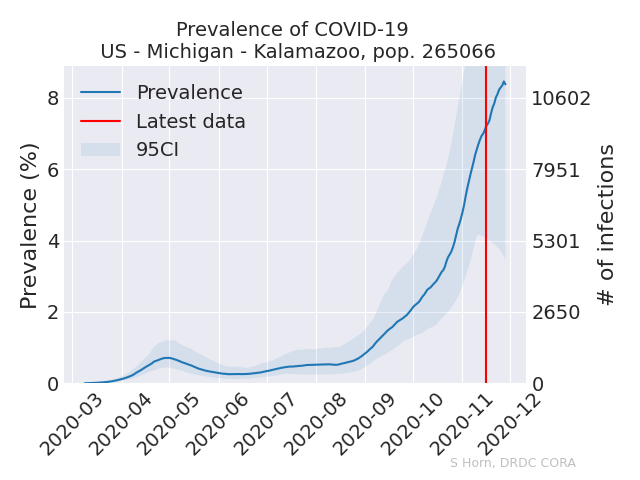 Prevalence of COVID-19
US - Michigan - Kalamazoo, pop. 265066
Prevalence
Latest data
95CI
Prevalence (%)
8
6
4
2
0
10602
7951
5301
2650
0
# of infections
2020-03
2020-04
2020-05
2020-06
2020-07
2020-08
2020-09
2020-10
2020-11
2020-12
S Horn, DRDC CORA